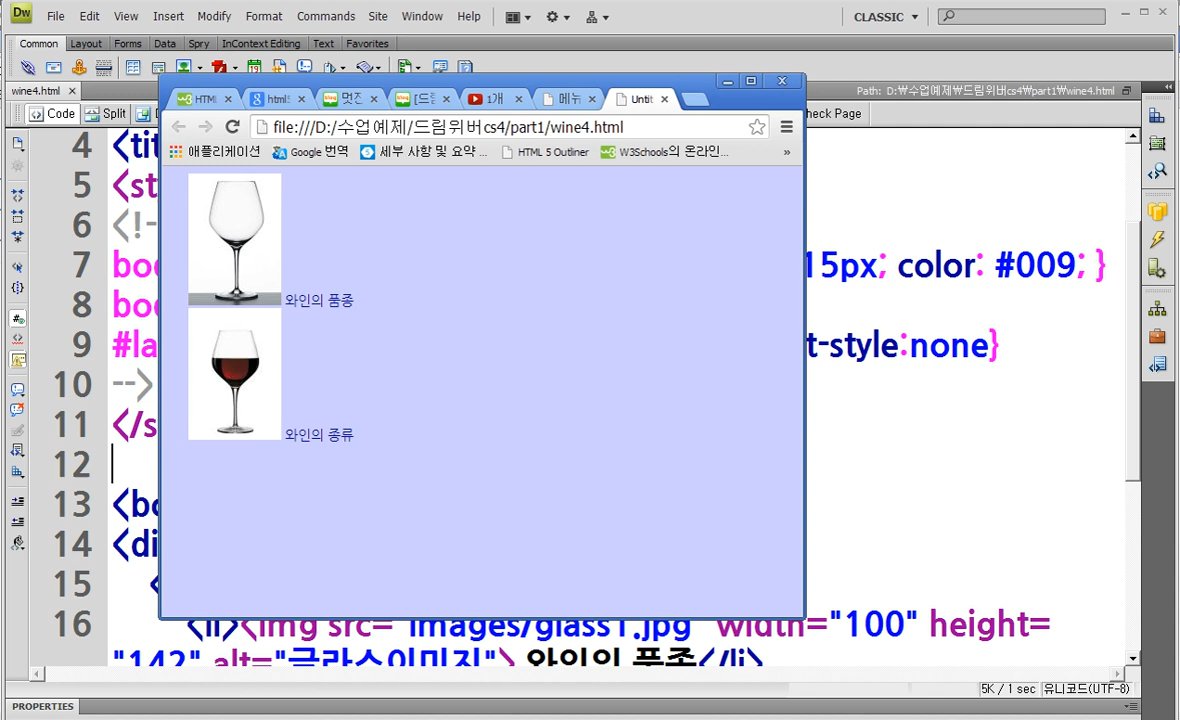 Dw File Edit View Insert Modify Format Commands Site Window Help CLASSIC
Common Layout Forms Data Spry InContext Editing Text Favorites
wine4.html Path: D:₩수업예제₩드림위버cs4₩part1₩wine4.html
Code Split heck Page
HTMI html 멋진 [드림 1개 메뉴 Untit
file:///D:/수업예제/드림위버cs4/part1/wine4.html
애플리케이션 Google 번역 세부 사항 및 요약 ... HTML 5 Outliner W3Schools의 온라인... »
4 <tit
5 <st
6 <!-
7 bod 15px; color: #009; }
8 bod
9 #la t-style:none}
10 -->
11 </s
12
13 <bo
14 <di
15 <
16 <li><img src="images/glass1.jpg" width="100" height=
"142" alt="글라스이미지"> 와인의 품종</li>
와인의 품종
와인의 종류
5K / 1 sec 유니코드(UTF-8)
PROPERTIES